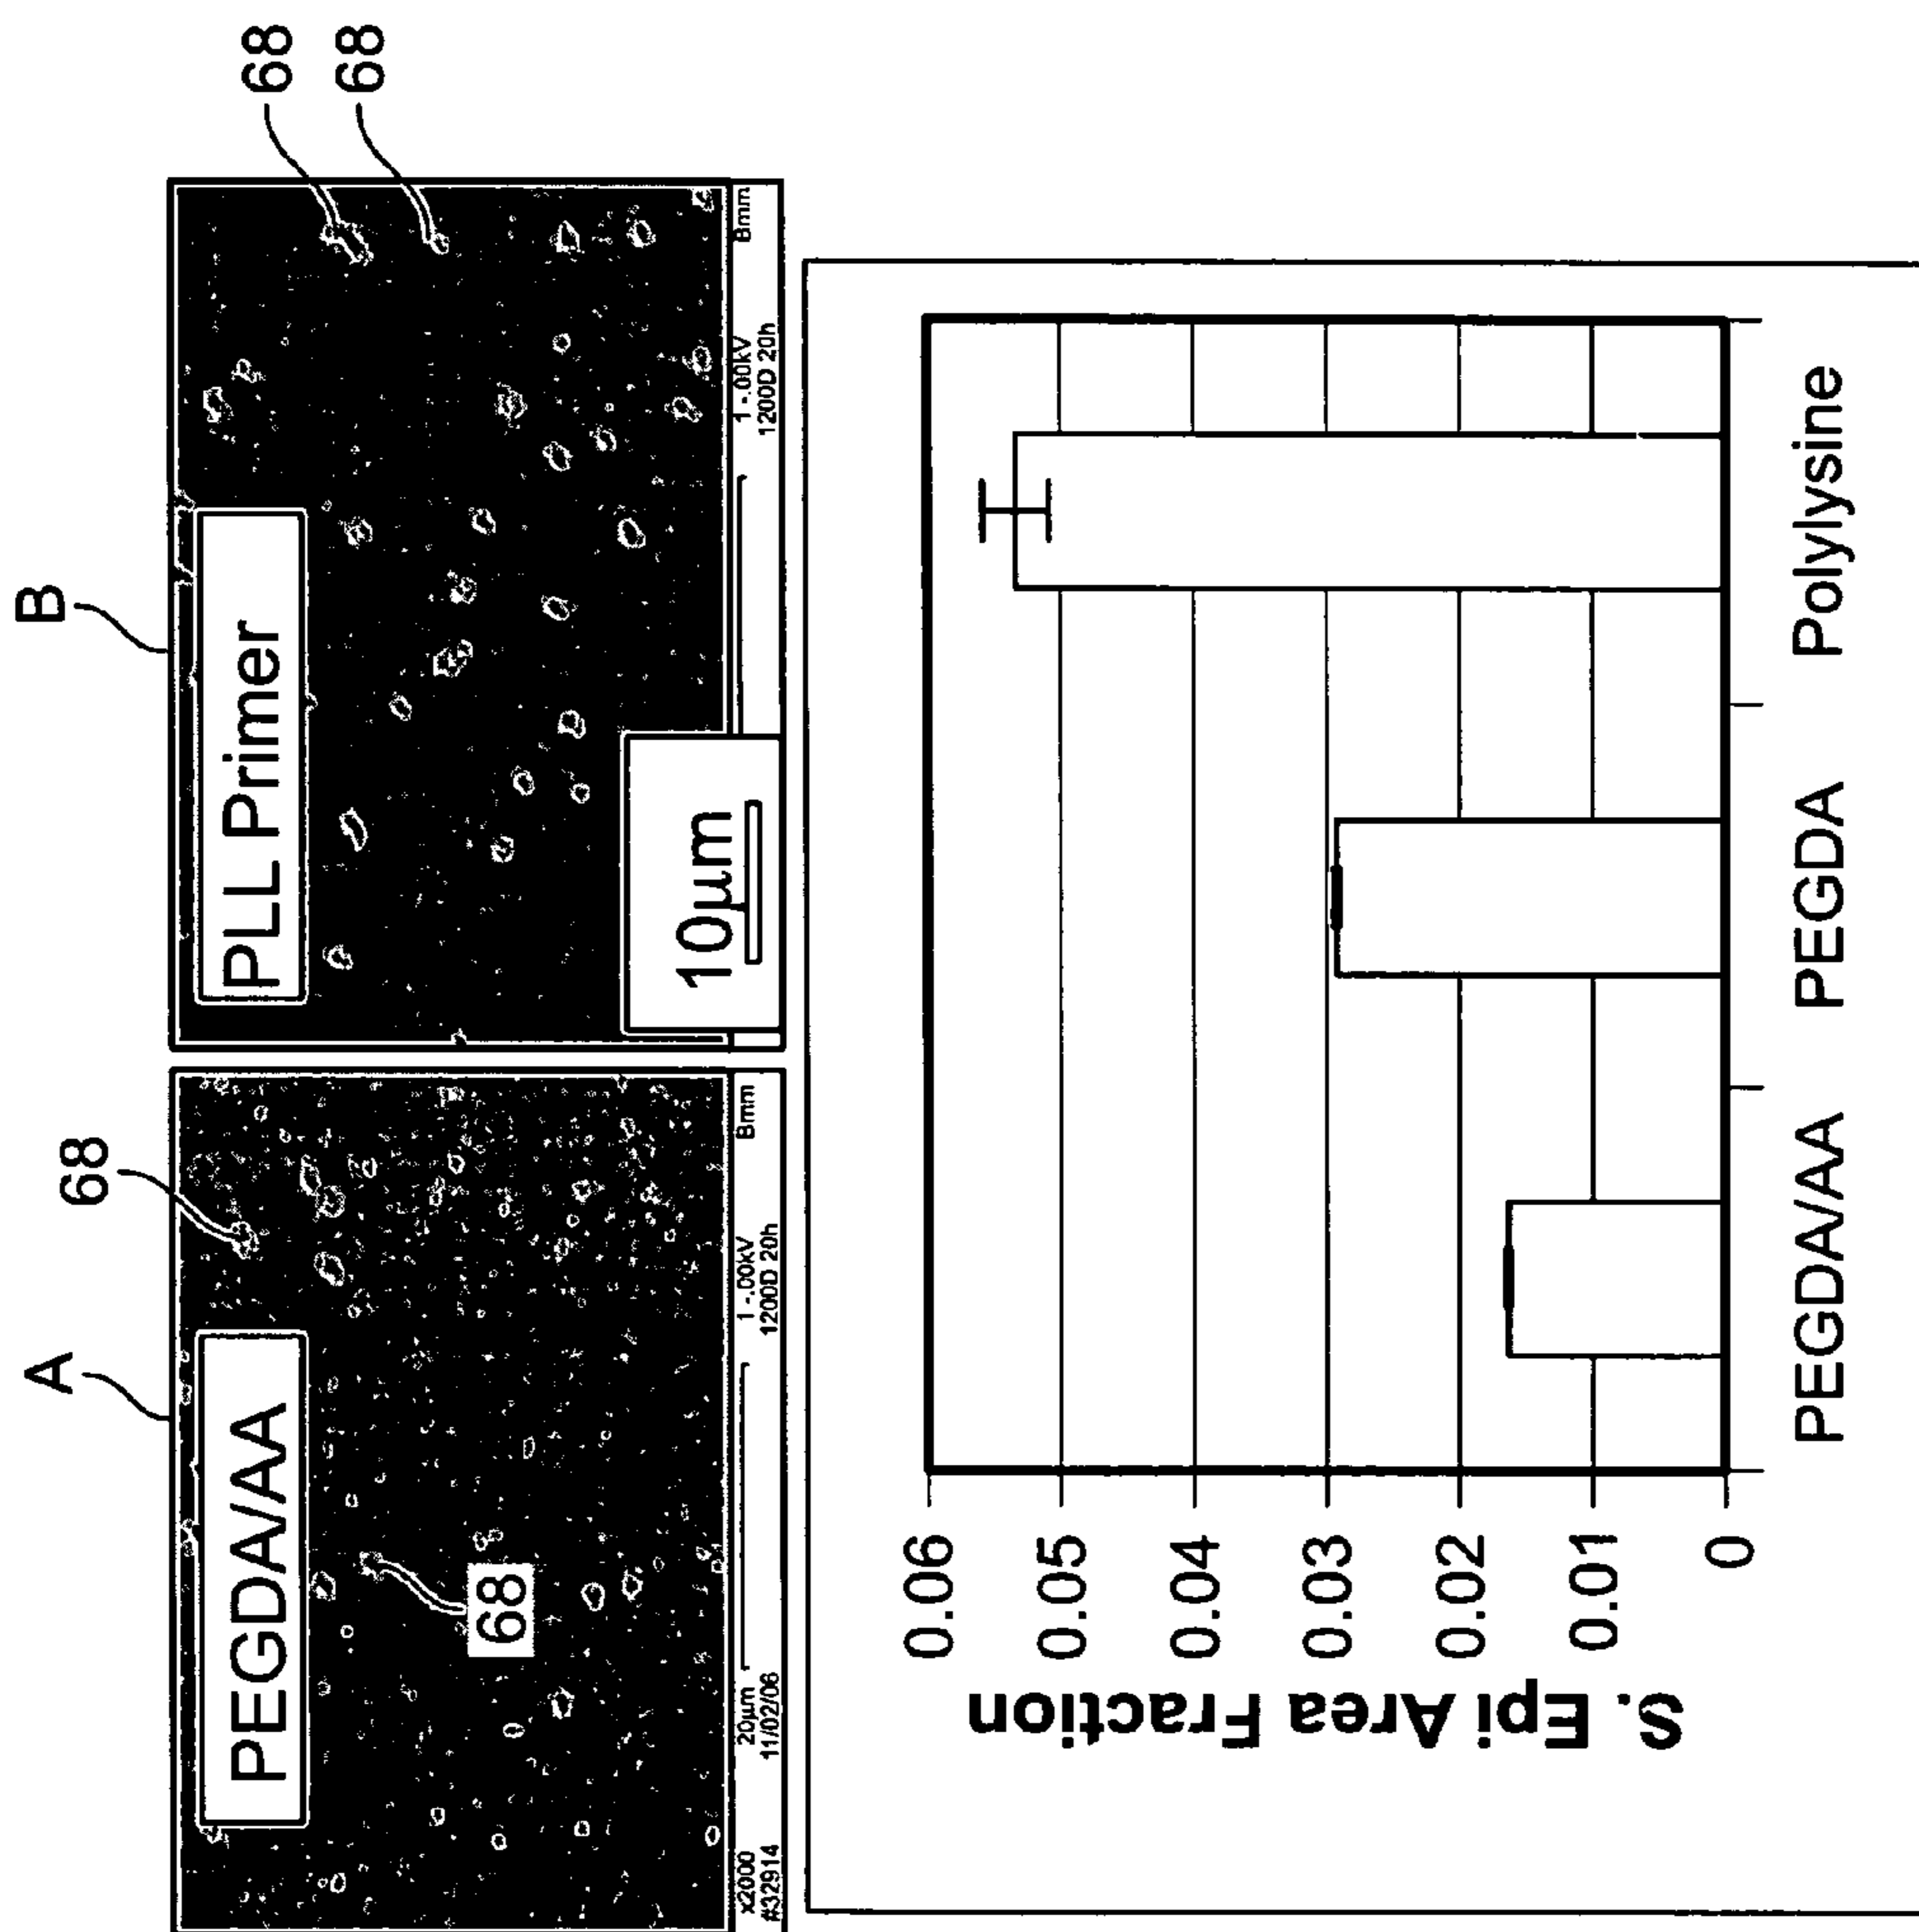 A
B
68
68
68
PEGDA/AA
68
x2000
20µm
1 -.00kV
8mm
#32914
11/02/06
1200D 20h
PLL Primer
10µm
1 -.00kV
8mm
1200D 20h
S. Epi Area Fraction
0.06
0.05
0.04
0.03
0.02
0.01
0
PEGDA/AA
PEGDA
Polylysine